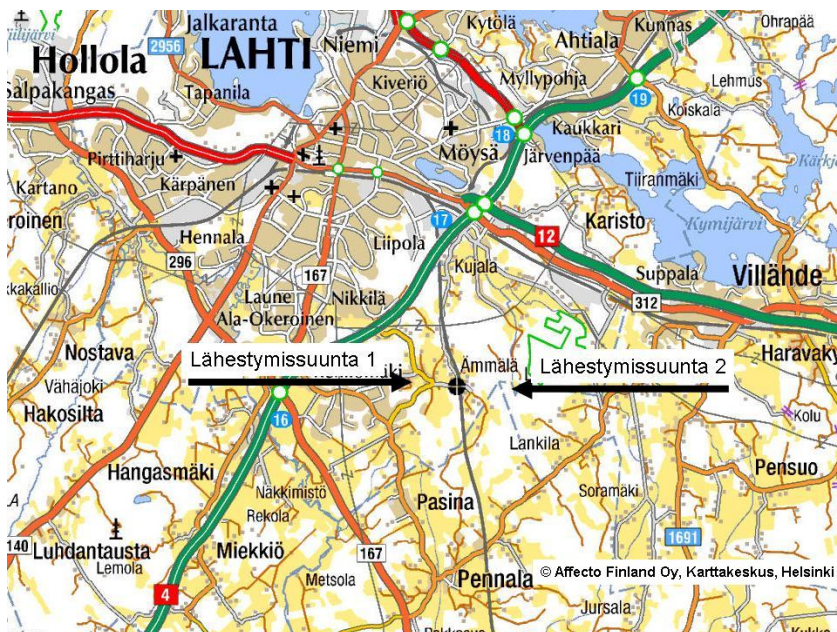 Jalkaranta
Kytölä
Kunnas
Ohrapää
2956
LAHTI
Niemi
Ahtiala
Hollola
Kiveriö
Myllypohja
Lehmus
Salpakangas
Tapanila
19
Koiskala
18
Kaukkari
Pirttiharju
Möysä
Järvenpää
Kärpänen
Kartano
Tiiranmäki
17
Karisto
Kymijärvi
Hennala
Liipola
12
296
167
Kujala
Suppala
Villähde
Laune
Nikkilä
312
Ala-Okeroinen
Nostava
Lähestymissuunta 1
Ämmälä
Lähestymissuunta 2
Vähäjoki
Hakosilta
16
Kolu
Lankila
Hangasmäki
Pensuo
Näkkimistö
Soramäki
Rekola
Pasina
140
Luhdantausta
Miekkiö
1691
Lemola
167
4
Metsola
Pennala
© Affecto Finland Oy, Karttakeskus, Helsinki
Jursala